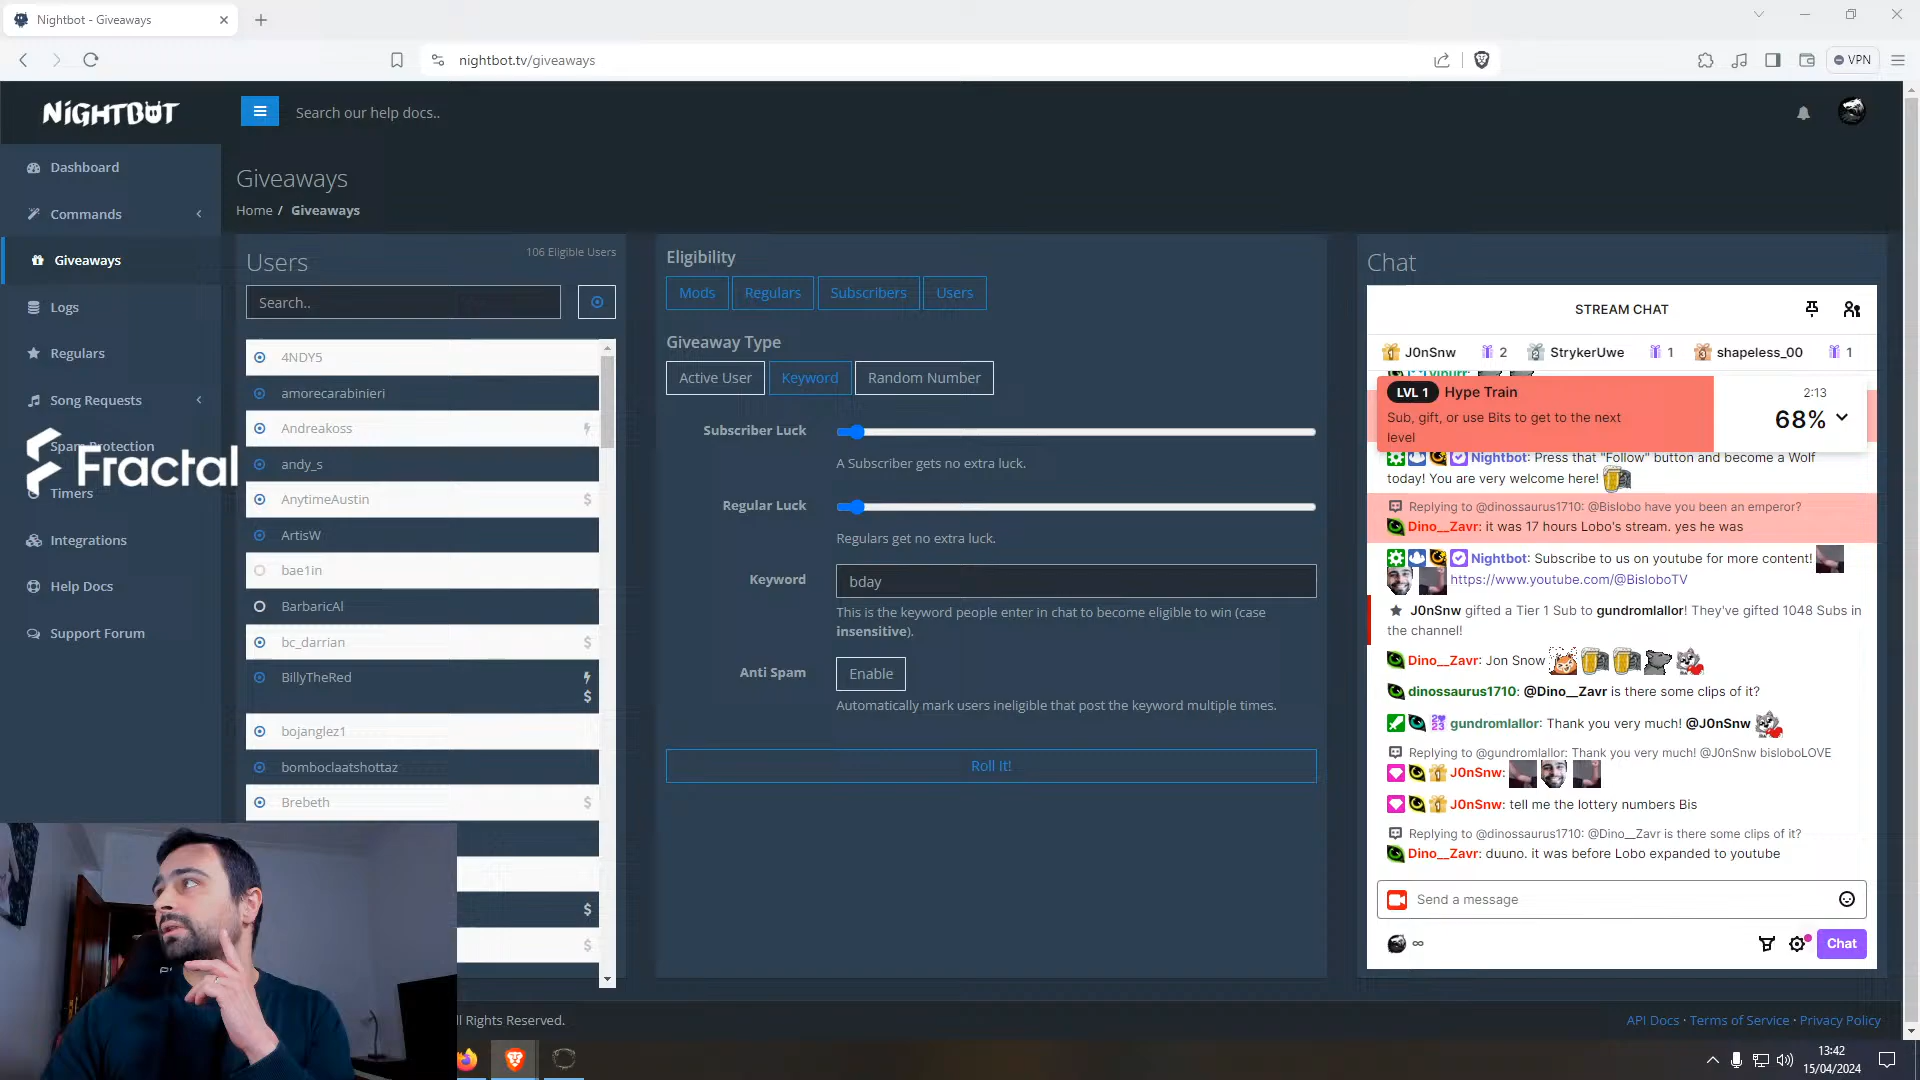 Nightbot - Giveaways
nightbot.tv/giveaways
VPN
NIGHTBOT
Search our help docs..
Dashboard
Commands
Giveaways
Logs
Regulars
Song Requests
Spam Protection
Fractal
Timers
Integrations
Help Docs
Support Forum
Giveaways
Home / Giveaways
Users
106 Eligible Users
Search..
4NDY5
amorecarabinieri
Andreakoss
andy_s
AnytimeAustin
$
ArtisW
bae1in
BarbaricAl
bc_darrian
$
BillyTheRed
$
bojanglez1
bomboclaatshottaz
Brebeth
$
$
$
Eligibility
Mods
Regulars
Subscribers
Users
Giveaway Type
Active User
Keyword
Random Number
Subscriber Luck
A Subscriber gets no extra luck.
Regular Luck
Regulars get no extra luck.
Keyword
bday
This is the keyword people enter in chat to become eligible to win (case
insensitive).
Anti Spam
Enable
Automatically mark users ineligible that post the keyword multiple times.
Roll It!
Chat
STREAM CHAT
1 J0nSnw 2 2 StrykerUwe 1 3 shapeless_00 1
LVL 1 Hype Train
Sub, gift, or use Bits to get to the next
level
2:13
68%
Nightbot: Press that "Follow" button and become a Wolf
today! You are very welcome here!
Replying to @dinossaurus1710: @Bislobo have you been an emperor?
Dino__Zavr: it was 17 hours Lobo's stream. yes he was
Nightbot: Subscribe to us on youtube for more content!
https://www.youtube.com/@BisloboTV
J0nSnw gifted a Tier 1 Sub to gundromlallor! They've gifted 1048 Subs in
the channel!
Dino__Zavr: Jon Snow
dinossaurus1710: @Dino__Zavr is there some clips of it?
gundromlallor: Thank you very much! @J0nSnw
Replying to @gundromlallor: Thank you very much! @J0nSnw bisloboLOVE
J0nSnw:
J0nSnw: tell me the lottery numbers Bis
Replying to @dinossaurus1710: @Dino__Zavr is there some clips of it?
Dino__Zavr: duuno. it was before Lobo expanded to youtube
Send a message
∞
Chat
ll Rights Reserved.
API Docs · Terms of Service · Privacy Policy
13:42
15/04/2024